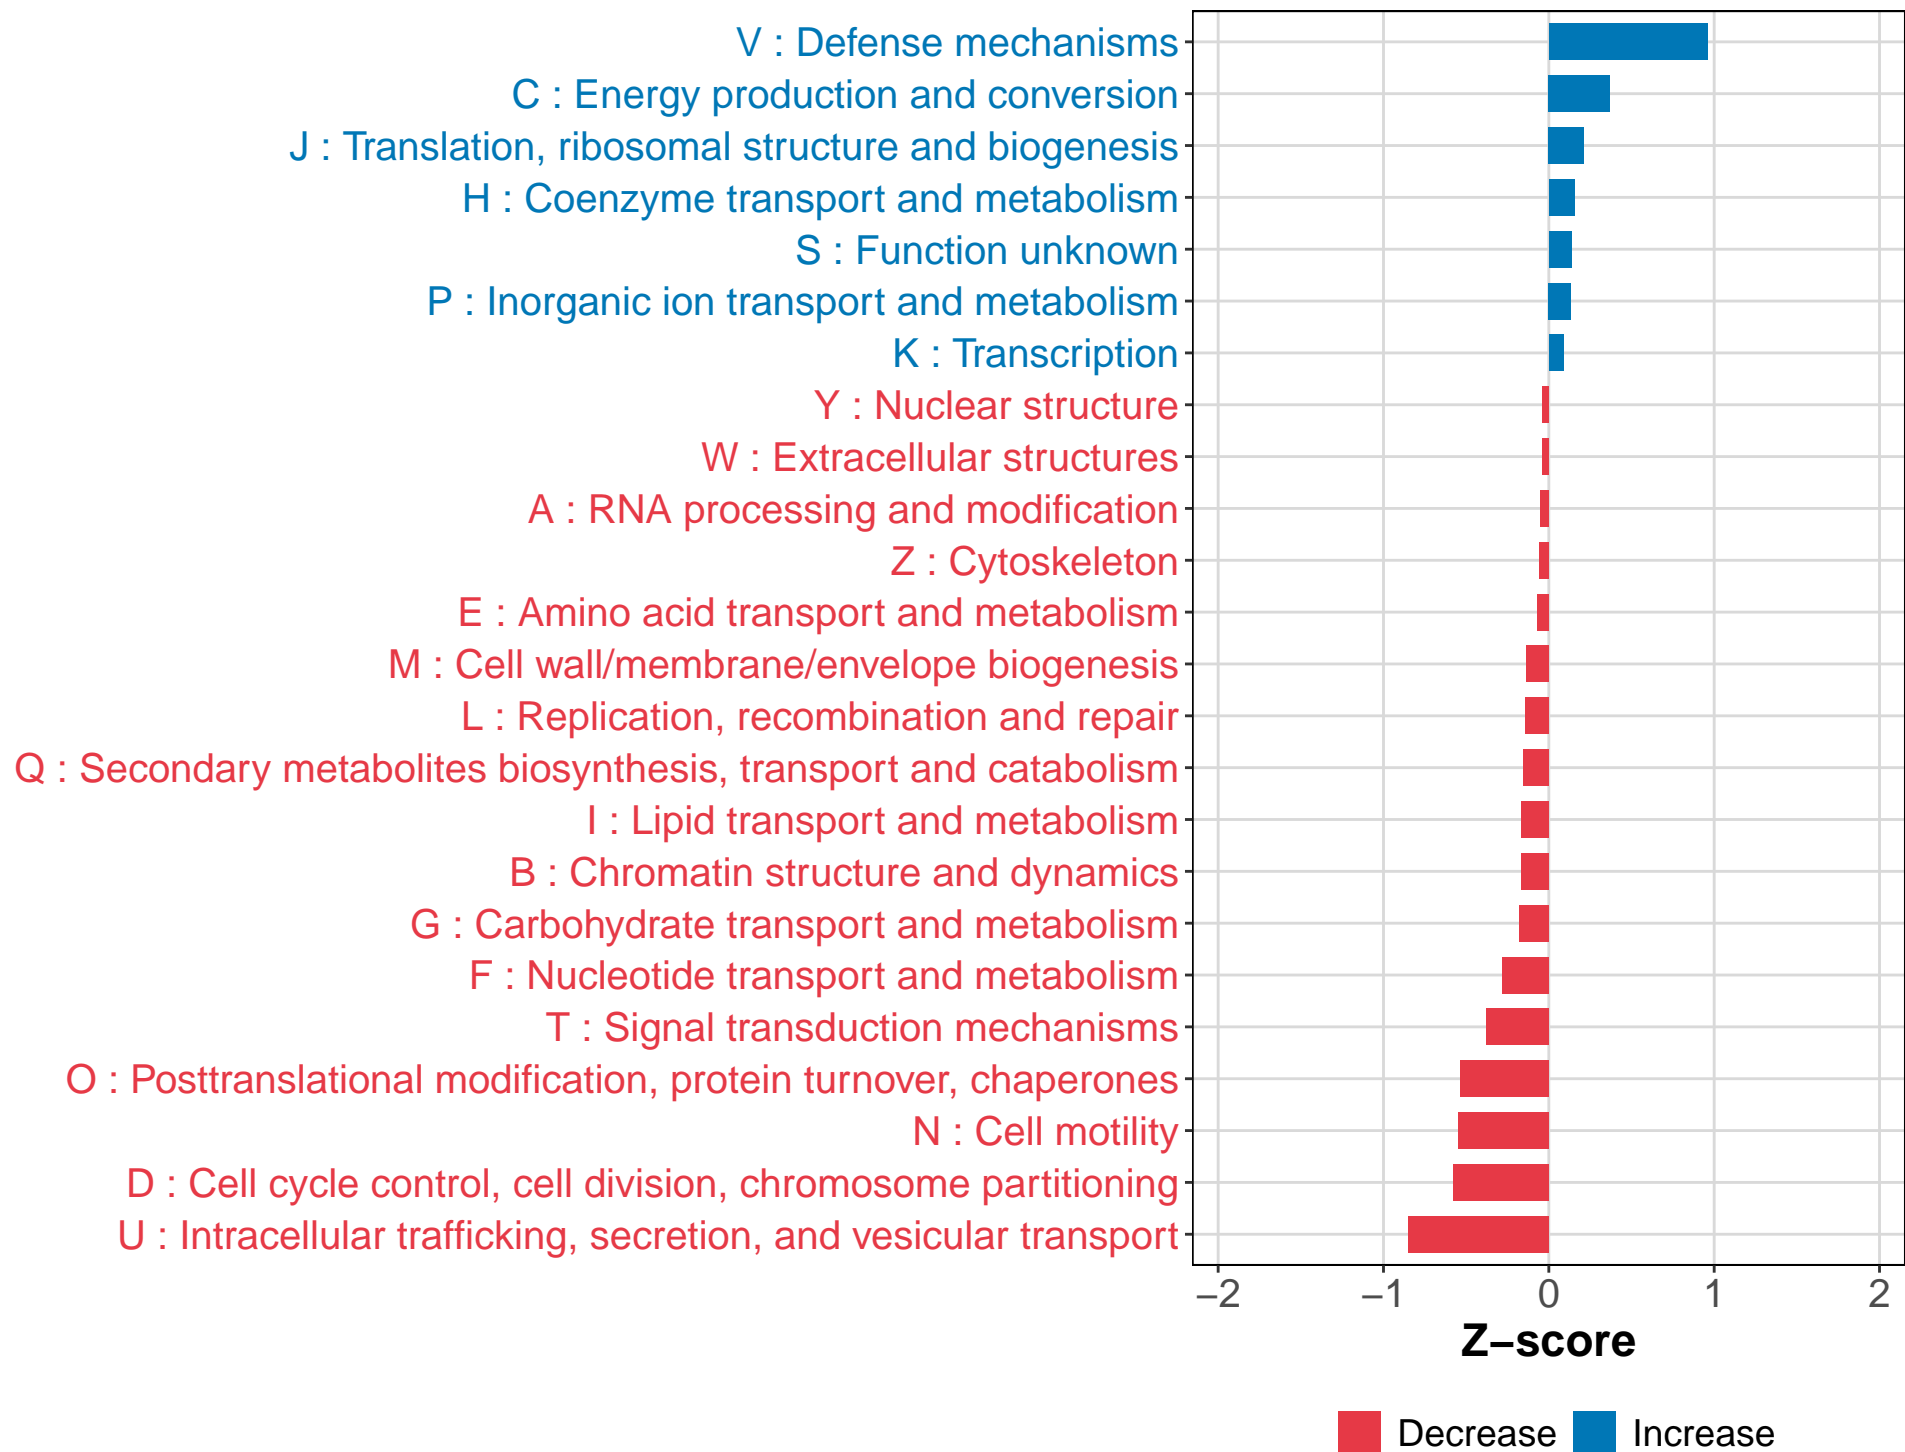 V : Defense mechanisms
C : Energy production and conversion
J : Translation, ribosomal structure and biogenesis
H : Coenzyme transport and metabolism
S : Function unknown
P : Inorganic ion transport and metabolism
K : Transcription
Y : Nuclear structure
W : Extracellular structures
A : RNA processing and modification
Z : Cytoskeleton
E : Amino acid transport and metabolism
M : Cell wall/membrane/envelope biogenesis
L : Replication, recombination and repair
Q : Secondary metabolites biosynthesis, transport and catabolism
I : Lipid transport and metabolism
B : Chromatin structure and dynamics
G : Carbohydrate transport and metabolism
F : Nucleotide transport and metabolism
T : Signal transduction mechanisms
O : Posttranslational modification, protein turnover, chaperones
N : Cell motility
D : Cell cycle control, cell division, chromosome partitioning
U : Intracellular trafficking, secretion, and vesicular transport
−2 −1 0 1 2
Z−score
Decrease Increase